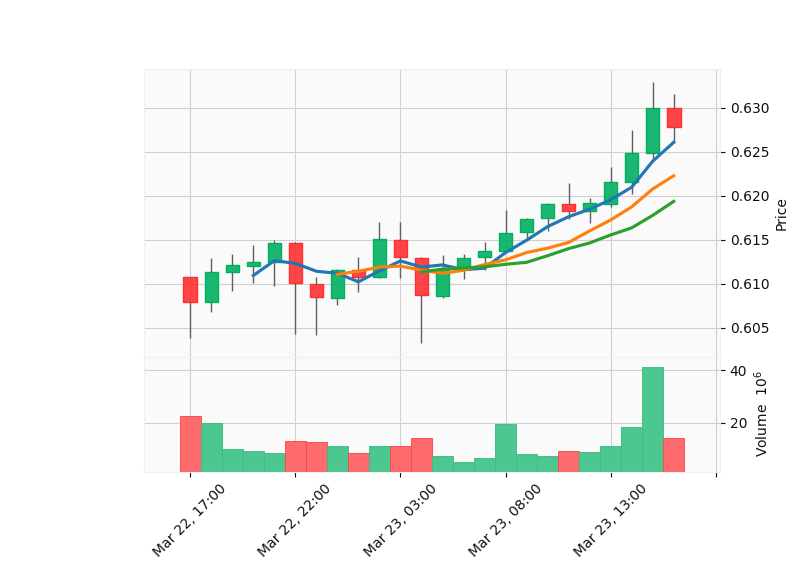 0.630
0.625
0.620
0.615
0.610
0.605
Price
40
20
Volume 10^6
Mar 22, 17:00
Mar 22, 22:00
Mar 23, 03:00
Mar 23, 08:00
Mar 23, 13:00